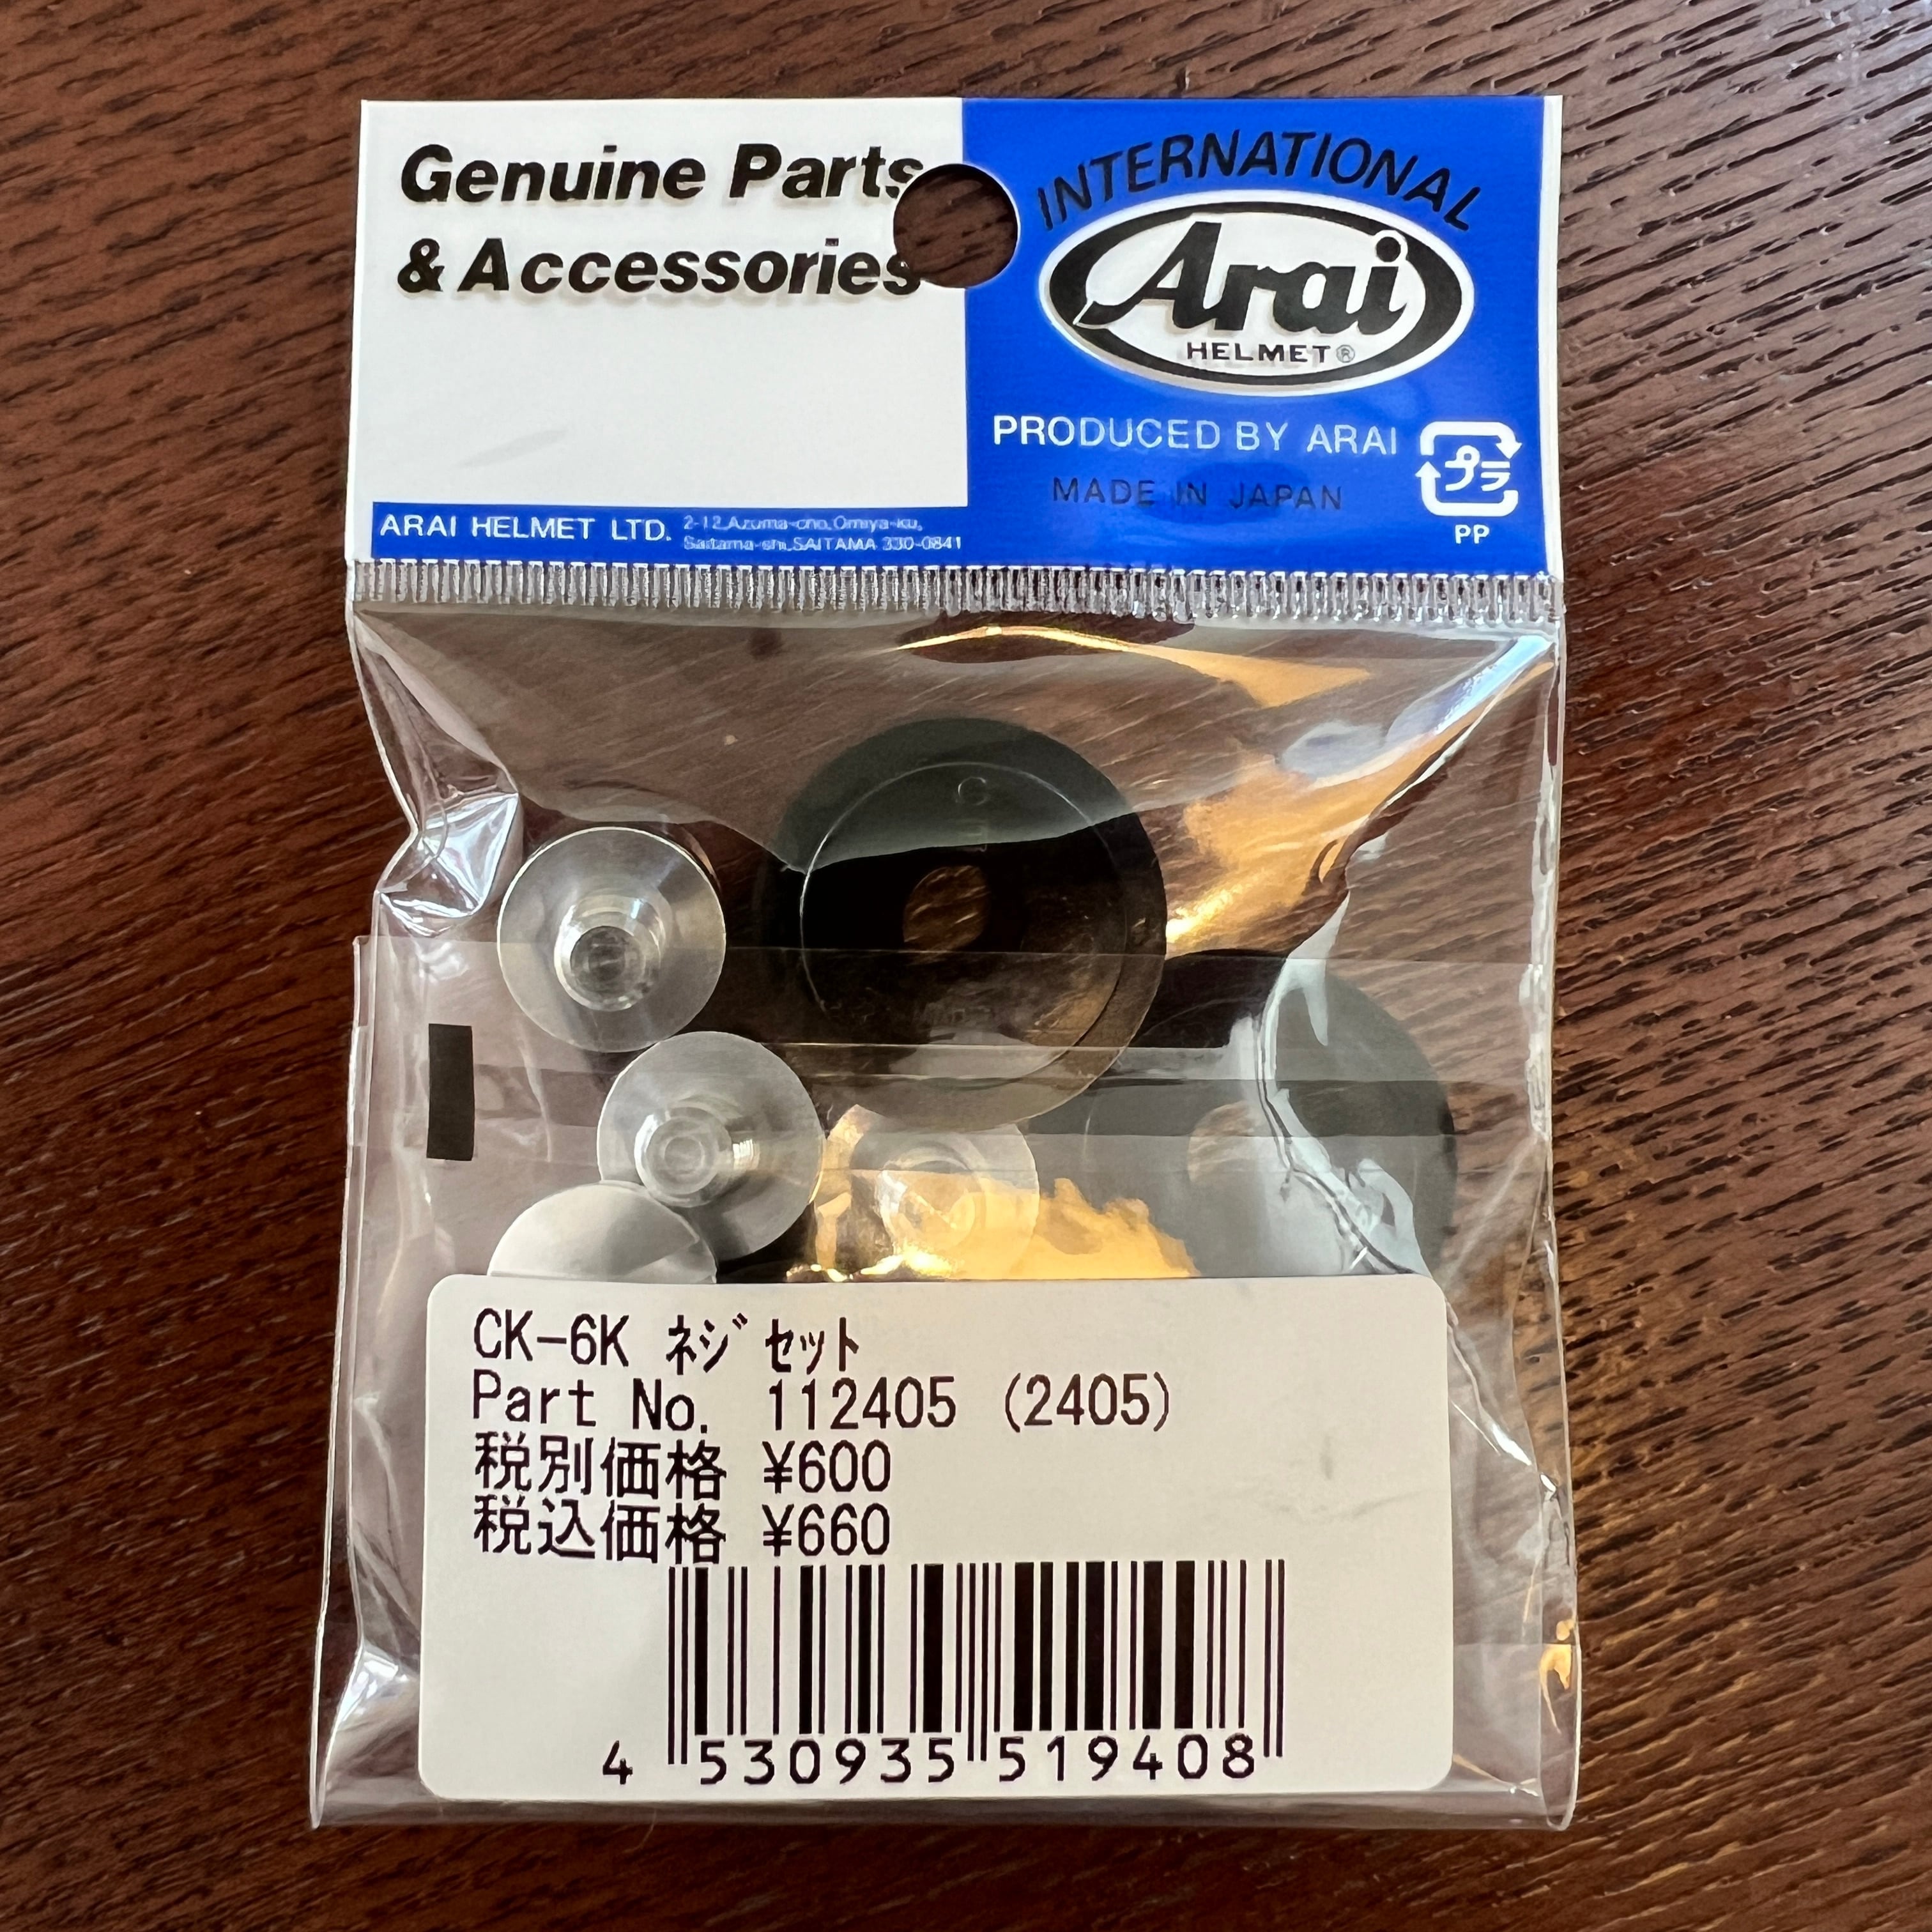 Genuine Parts
& Accessories
INTERNATIONAL
Arai
HELMET®
PRODUCED BY ARAI
MADE IN JAPAN
プラ
PP
ARAI HELMET LTD.
2-12,Azuma-cho,Omiya-ku,
Saitama-shi,SAITAMA 330-0841
CK-6K ﾈｼﾞｾｯﾄ
Part No. 112405 (2405)
税別価格 ¥600
税込価格 ¥660
4 530935 519408